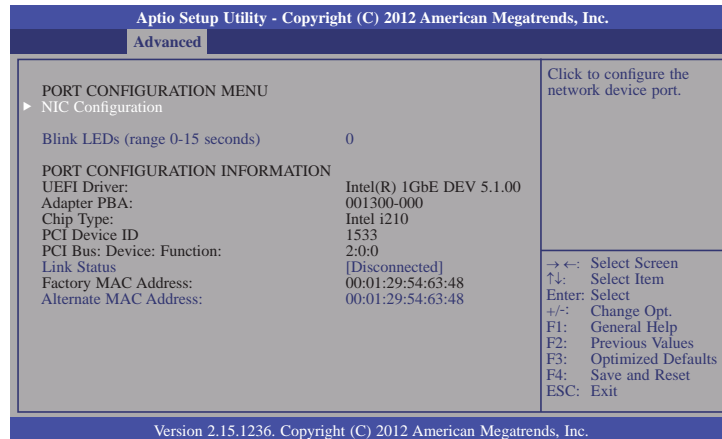 Aptio Setup Utility - Copyright (C) 2012 American Megatrends, Inc.
Advanced
PORT CONFIGURATION MENU
NIC Configuration
Blink LEDs (range 0-15 seconds) 0
PORT CONFIGURATION INFORMATION
UEFI Driver: Intel(R) 1GbE DEV 5.1.00
Adapter PBA: 001300-000
Chip Type: Intel i210
PCI Device ID 1533
PCI Bus: Device: Function: 2:0:0
Link Status [Disconnected]
Factory MAC Address: 00:01:29:54:63:48
Alternate MAC Address: 00:01:29:54:63:48
Click to configure the
network device port.
→←: Select Screen
↑↓: Select Item
Enter: Select
+/-: Change Opt.
F1: General Help
F2: Previous Values
F3: Optimized Defaults
F4: Save and Reset
ESC: Exit
Version 2.15.1236. Copyright (C) 2012 American Megatrends, Inc.